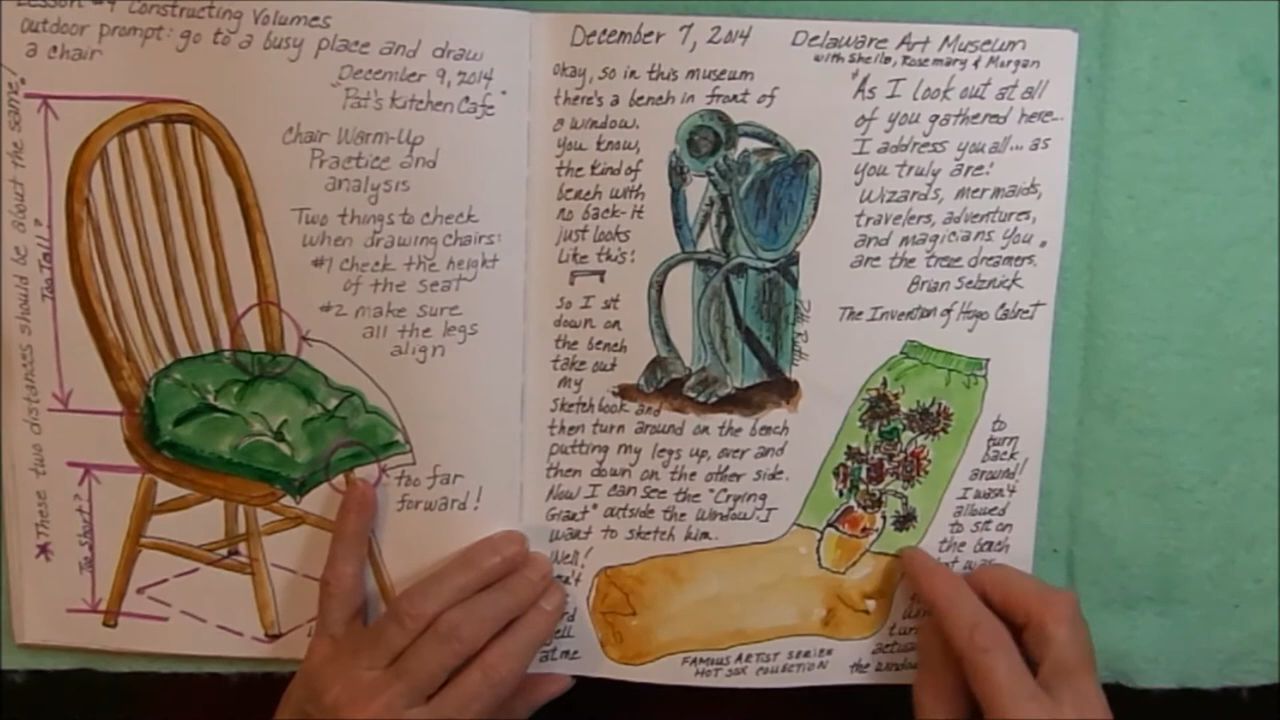 Lesson #4 Constructing Volumes
outdoor prompt: go to a busy place and draw
a chair
December 9, 2014
"Pat's Kitchen Cafe"
Chair Warm-Up
Practice and
analysis
Two things to check
when drawing chairs:
#1 check the height
of the seat
#2 make sure
all the legs
align
too far
forward!
*These two distances should be about the same!
Too Tall?
Too Short?
December 7, 2014
Delaware Art Museum
with Sheila, Rosemary & Morgan
Okay, so in this museum
there's a bench in front of
a window.
You know,
the kind of
bench with
no back-it
just looks
like this:
so I sit
down on
the bench
take out
my
sketchbook and
then turn around on the bench
putting my legs up, over and
then down on the other side.
Now I can see the "Crying
Giant" outside the window. I
want to sketch him.
Well!
at me
"As I look out at all
of you gathered here...
I address you all... as
you truly are:
Wizards, mermaids,
travelers, adventures,
and magicians. You
are the true dreamers."
Brian Selznick
The Invention of Hugo Cabret
to
turn
back
around!
I wasn't
allowed
to sit on
the bench
the window
FAMOUS ARTIST SERIES
HOT SOX COLLECTION